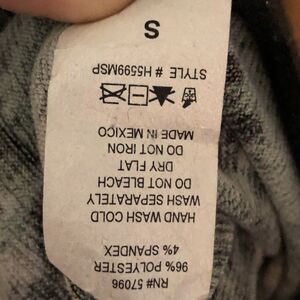 RN# 57096
96% POLYESTER
4% SPANDEX
HAND WASH COLD
WASH SEPARATELY
DO NOT BLEACH
DRY FLAT
DO NOT IRON
MADE IN MEXICO
STYLE # H5599MSP
S